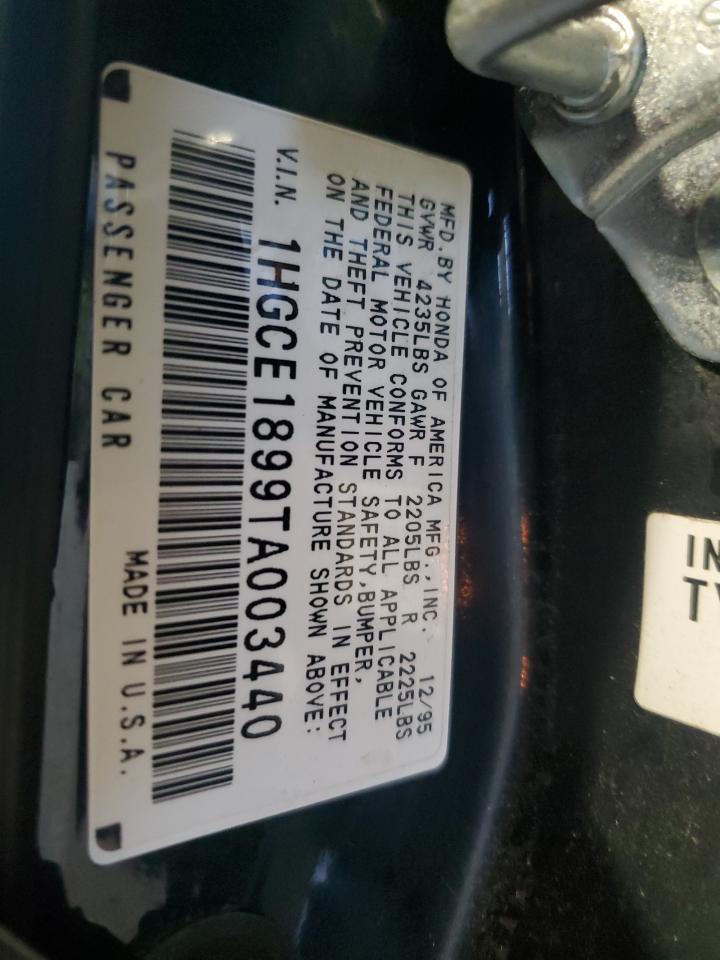 MFD. BY HONDA OF AMERICA MFG., INC. 12/95
GVWR 4235LBS GAWR F 2205LBS R 2225LBS
THIS VEHICLE CONFORMS TO ALL APPLICABLE
FEDERAL MOTOR VEHICLE SAFETY, BUMPER,
AND THEFT PREVENTION STANDARDS IN EFFECT
ON THE DATE OF MANUFACTURE SHOWN ABOVE:
V.I.N. 1HGCE1899TA003440
PASSENGER CAR MADE IN U.S.A.
IN
TY